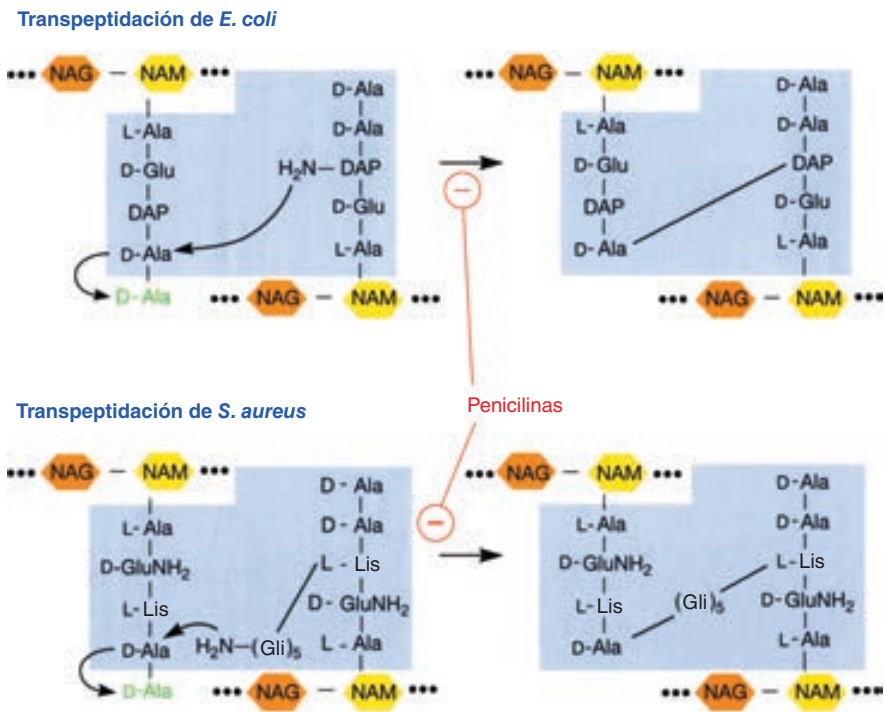 Transpeptidación de E. coli
••• NAG — NAM •••
L-Ala
D-Glu
DAP
D-Ala
D-Ala
D-Ala
D-Ala
H₂N—DAP
D-Glu
L-Ala
••• NAG — NAM •••
••• NAG — NAM •••
L-Ala
D-Glu
DAP
D-Ala
D-Ala
D-Ala
DAP
D-Glu
L-Ala
••• NAG — NAM •••
−
Penicilinas
Transpeptidación de S. aureus
••• NAG — NAM •••
L-Ala
D-GluNH₂
L-Lis
D-Ala
D-Ala
D - Ala
D - Ala
L - Lis
D - GluNH₂
L - Ala
H₂N—(Gli)₅
••• NAG — NAM •••
−
••• NAG — NAM •••
L-Ala
D-GluNH₂
L-Lis
D-Ala
(Gli)₅
D-Ala
D-Ala
L - Lis
D-GluNH₂
L-Ala
••• NAG — NAM •••